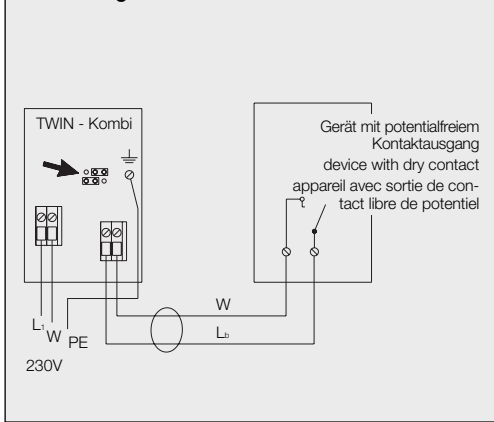 TWIN - Kombi
Gerät mit potentialfreiem
Kontaktausgang
device with dry contact
appareil avec sortie de con-
tact libre de potentiel
W
L1
W
PE
Lb
230V